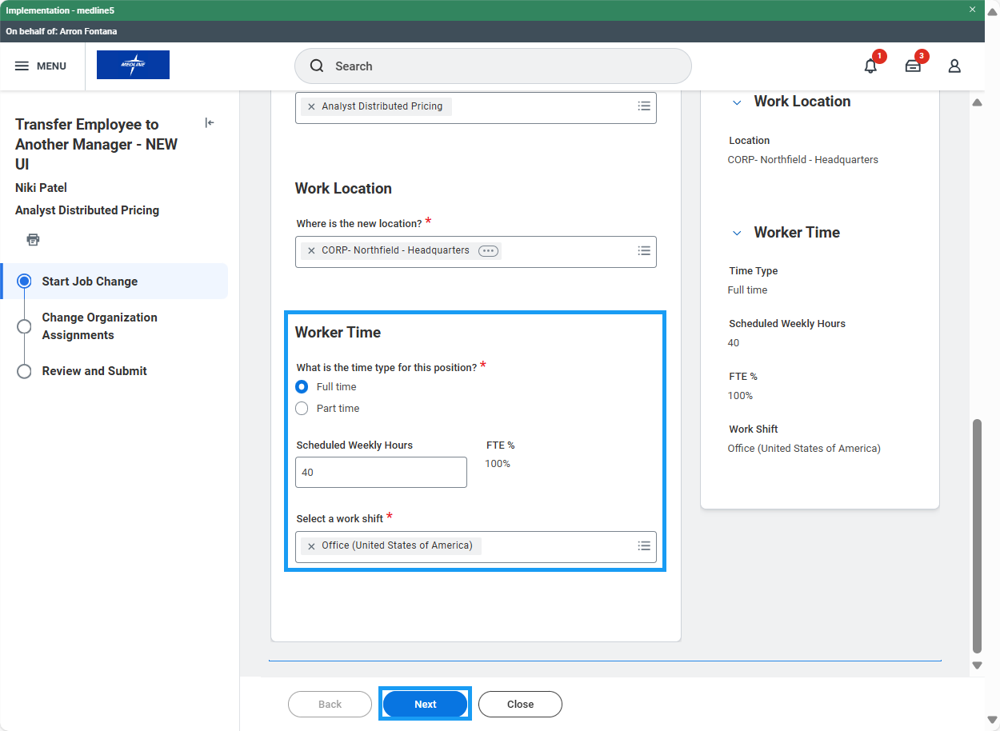 Implementation - medline5
On behalf of: Arron Fontana
MENU
MEDLINE
Search
1
3
Transfer Employee to
Another Manager - NEW
UI
Niki Patel
Analyst Distributed Pricing
Start Job Change
Change Organization
Assignments
Review and Submit
Analyst Distributed Pricing
Work Location
Where is the new location? *
CORP- Northfield - Headquarters
Worker Time
What is the time type for this position? *
Full time
Part time
Scheduled Weekly Hours
FTE %
40
100%
Select a work shift *
Office (United States of America)
Work Location
Location
CORP- Northfield - Headquarters
Worker Time
Time Type
Full time
Scheduled Weekly Hours
40
FTE %
100%
Work Shift
Office (United States of America)
Back
Next
Close